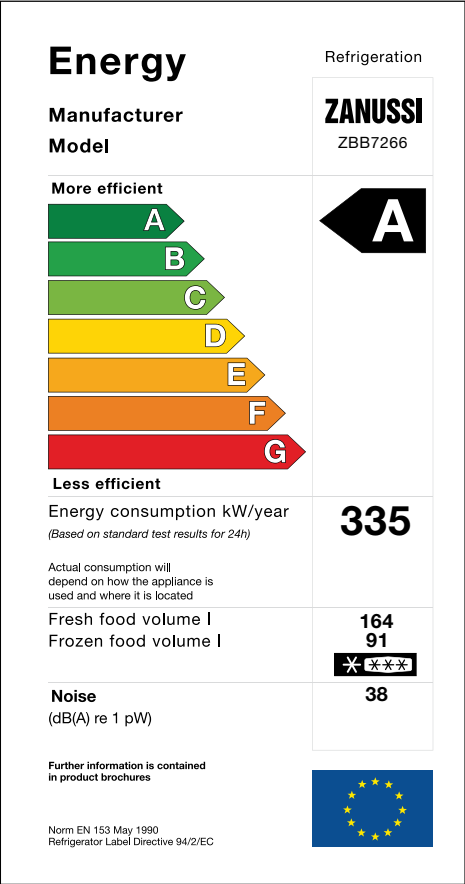 Energy
Refrigeration
Manufacturer
ZANUSSI
Model
ZBB7266
More efficient
A
A
B
C
D
E
F
G
Less efficient
Energy consumption kW/year
335
(Based on standard test results for 24h)
Actual consumption will
depend on how the appliance is
used and where it is located
Fresh food volume l
164
Frozen food volume l
91
Noise
38
(dB(A) re 1 pW)
Further information is contained
in product brochures
Norm EN 153 May 1990
Refrigerator Label Directive 94/2/EC